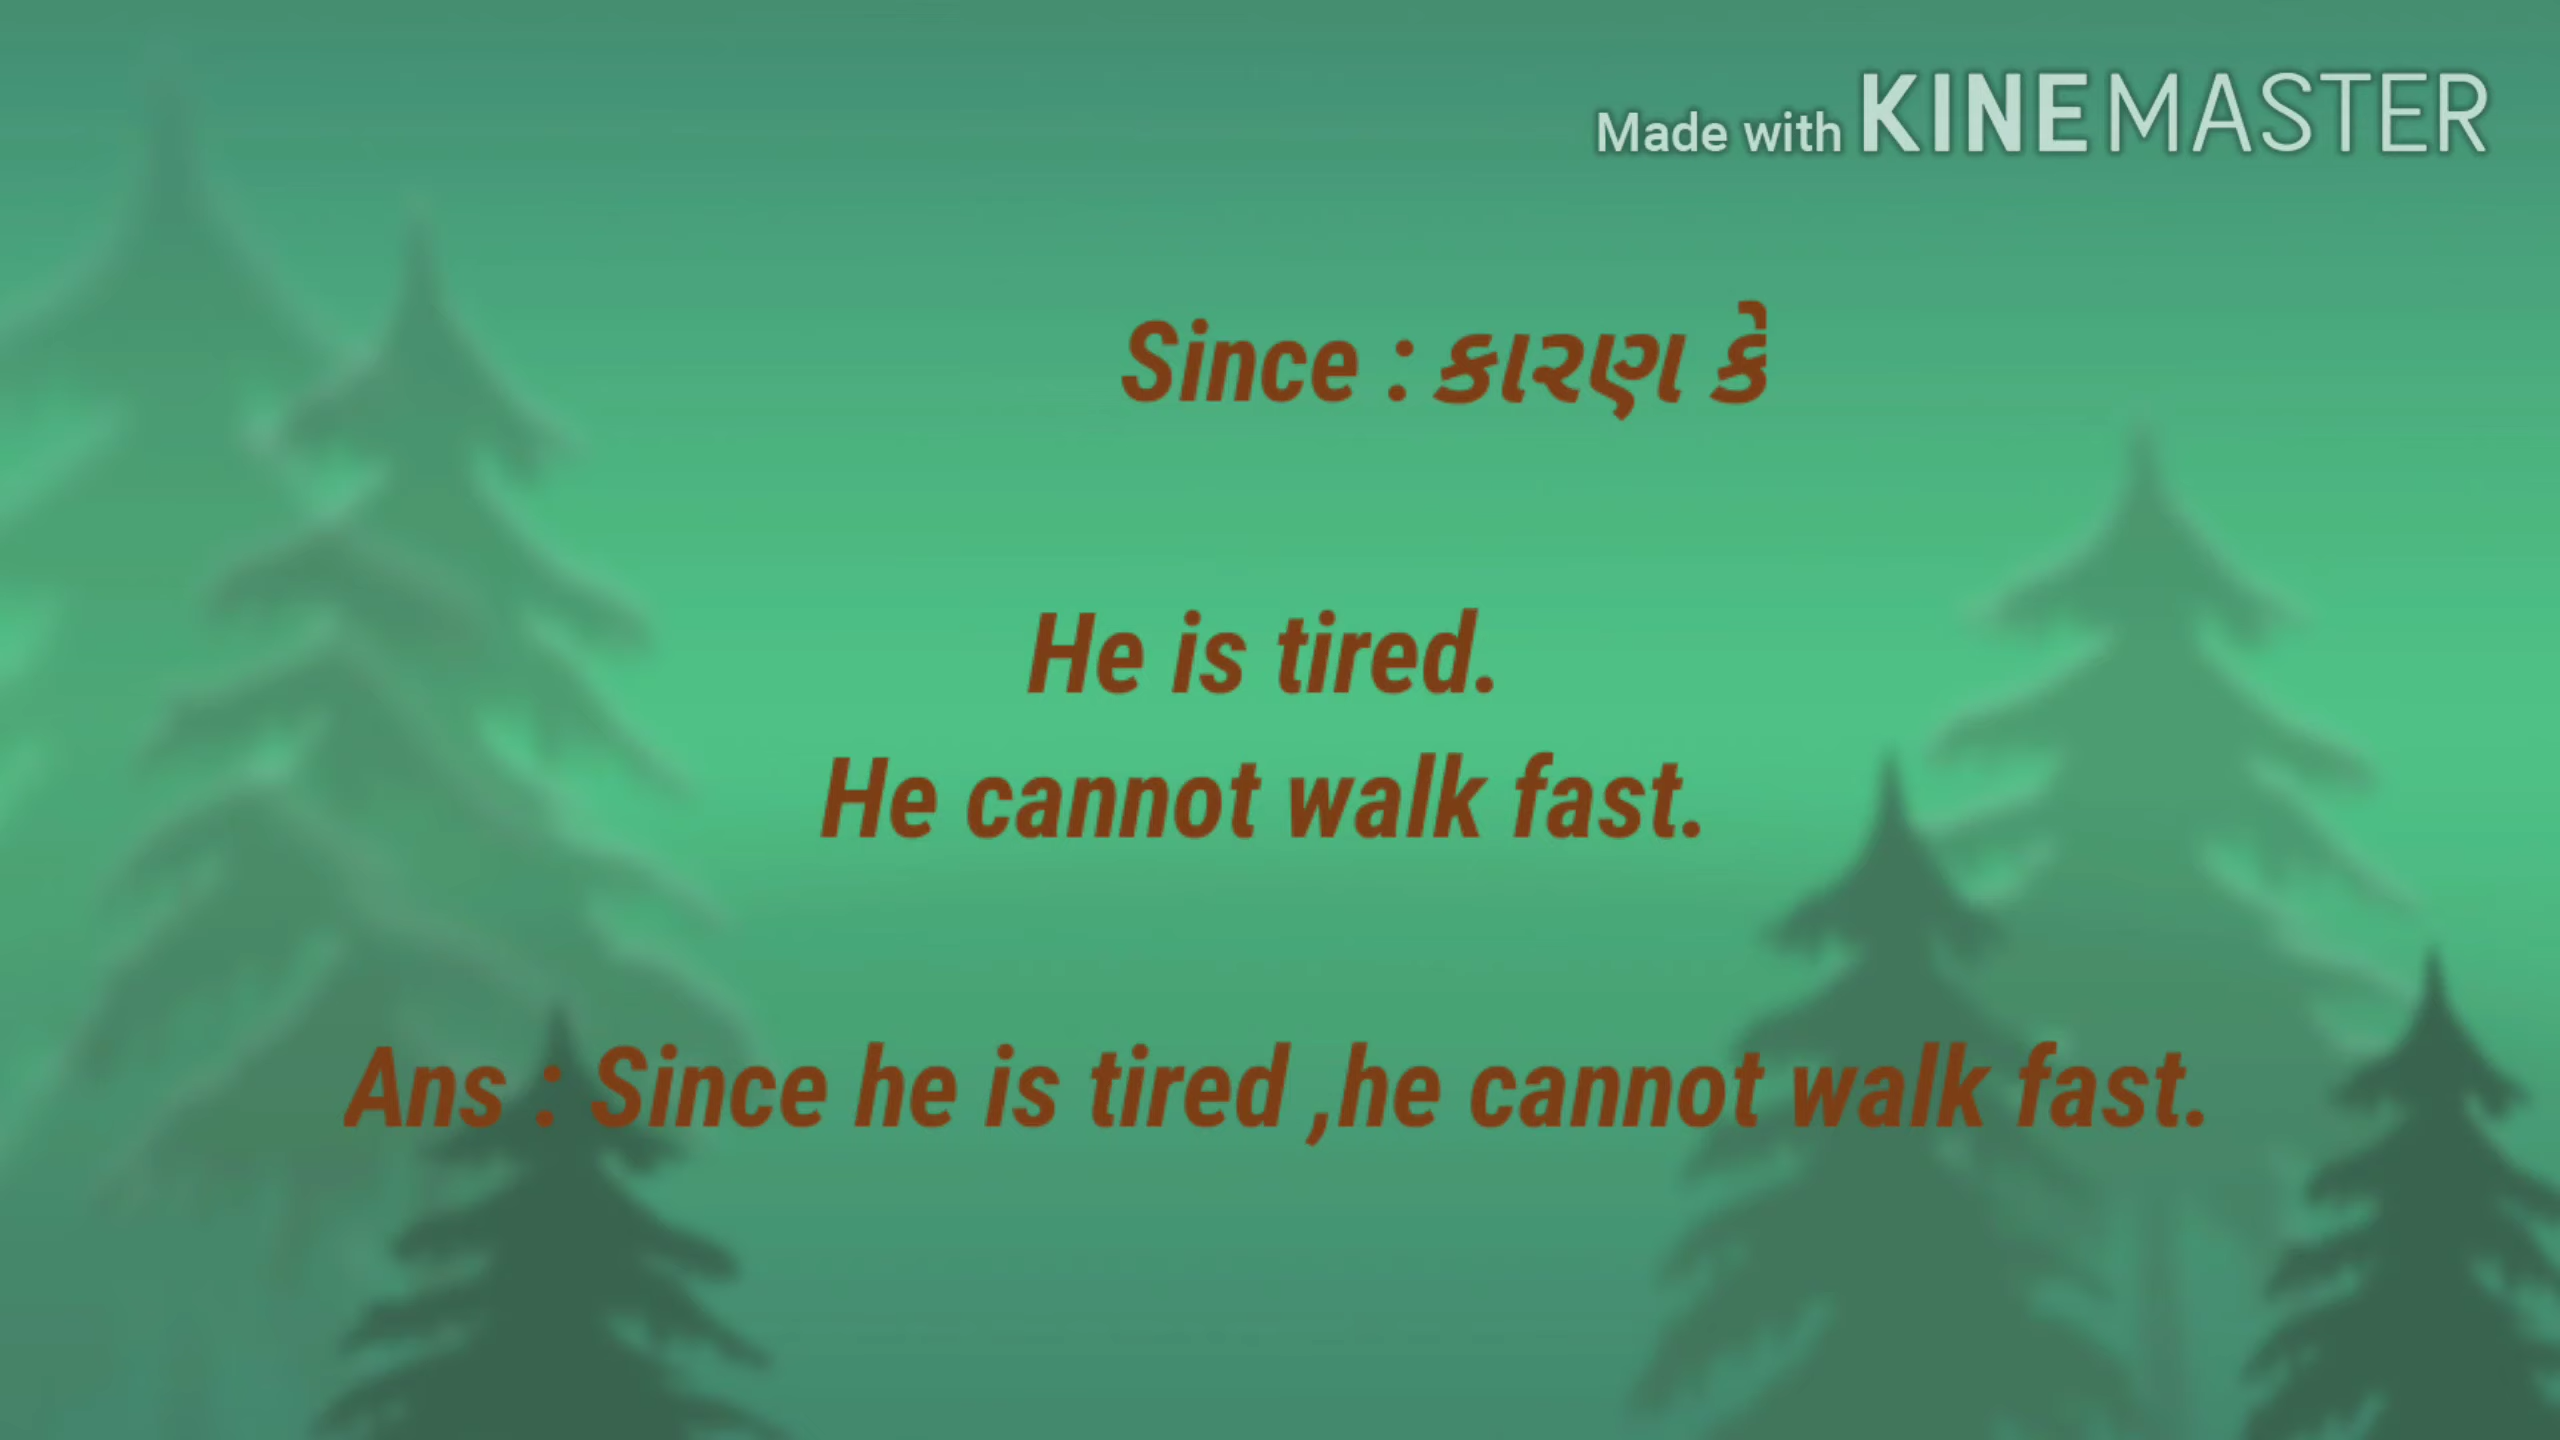 Made with KINEMASTER
Since : કારણ કે
He is tired.
He cannot walk fast.
Ans : Since he is tired ,he cannot walk fast.